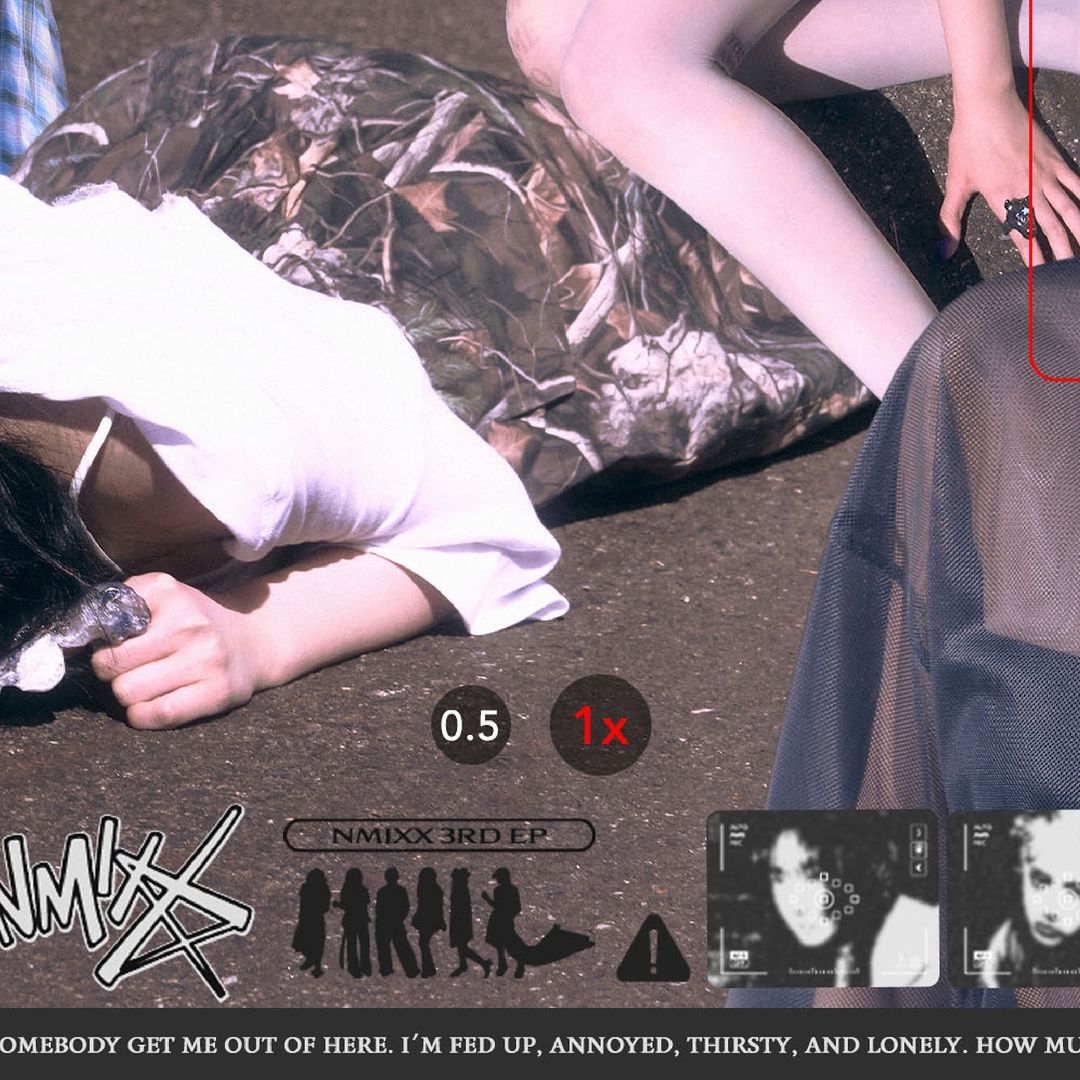 0.5
1x
NMIXX
NMIXX 3RD EP
OMEBODY GET ME OUT OF HERE. I´M FED UP, ANNOYED, THIRSTY, AND LONELY. HOW MU